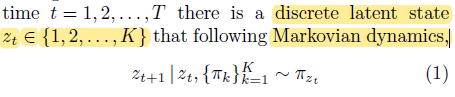 time t = 1, 2, . . . , T there is a discrete latent state
z_t ∈ {1, 2, . . . , K} that following Markovian dynamics,
z_{t+1} | z_t, {π_k}_{k=1}^K ∼ π_{z_t} (1)